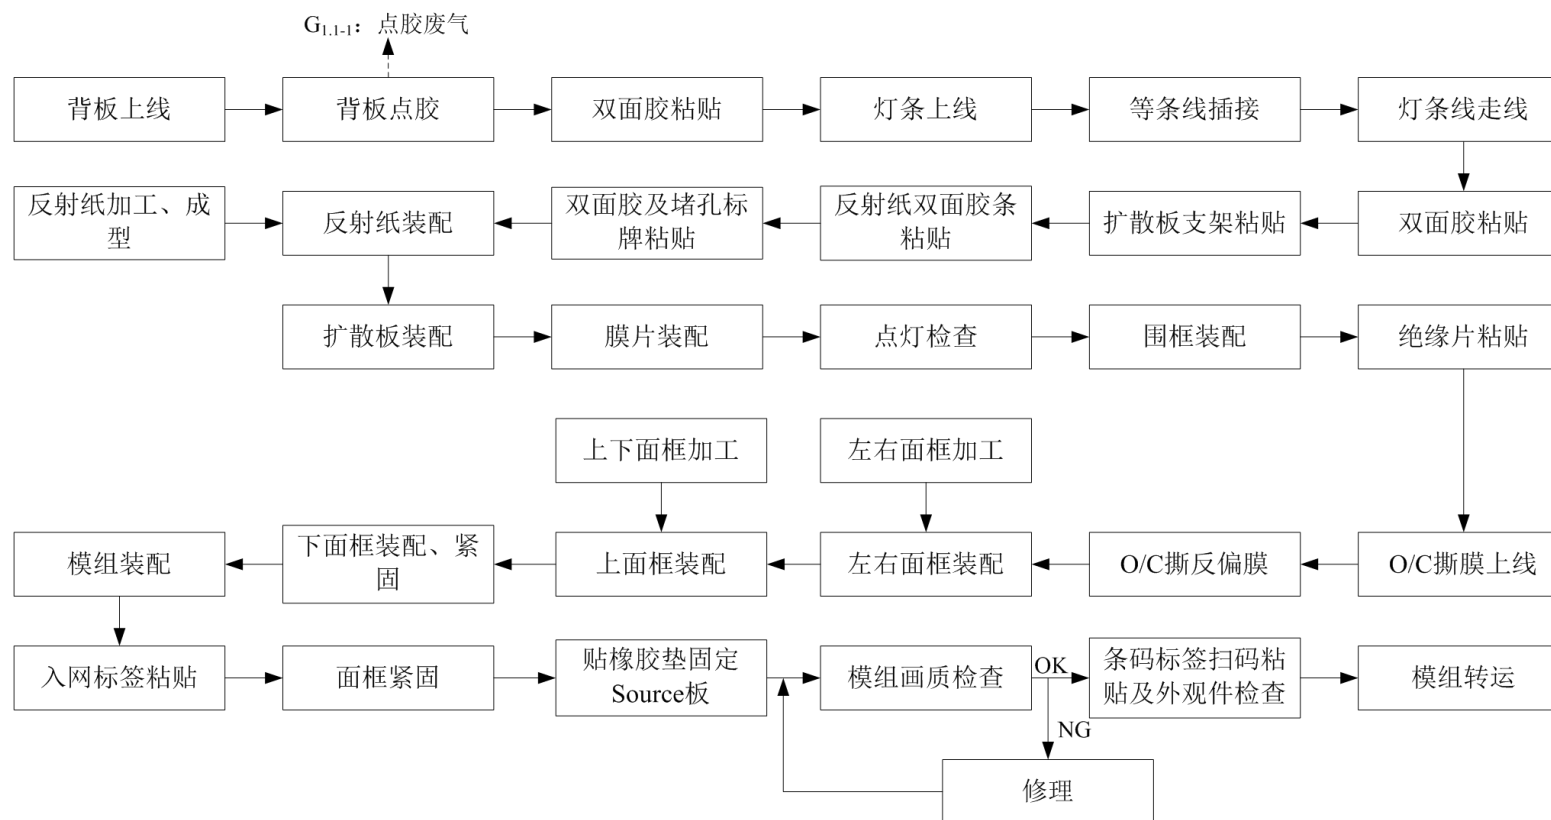 G1.1-1：点胶废气
背板上线
背板点胶
双面胶粘贴
灯条上线
等条线插接
灯条线走线
反射纸加工、成
型
反射纸装配
双面胶及堵孔标
牌粘贴
反射纸双面胶条
粘贴
扩散板支架粘贴
双面胶粘贴
扩散板装配
膜片装配
点灯检查
围框装配
绝缘片粘贴
上下面框加工
左右面框加工
模组装配
下面框装配、紧
固
上面框装配
左右面框装配
O/C撕反偏膜
O/C撕膜上线
入网标签粘贴
面框紧固
贴橡胶垫固定
Source板
模组画质检查
OK
条码标签扫码粘
贴及外观件检查
模组转运
NG
修理